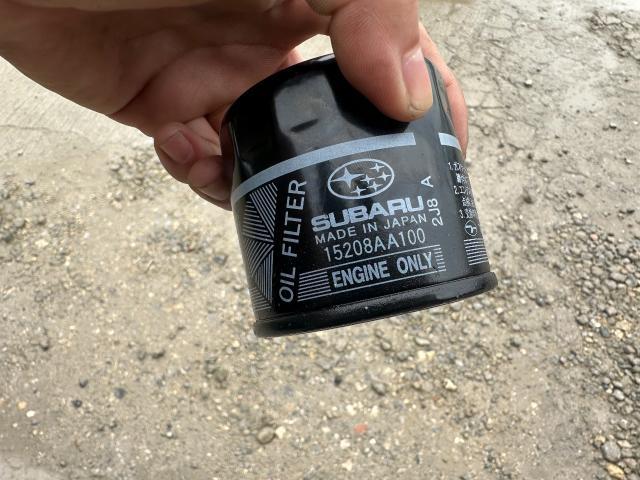 OIL FILTER
SUBARU
MADE IN JAPAN
15208AA100
ENGINE ONLY
2J8 A